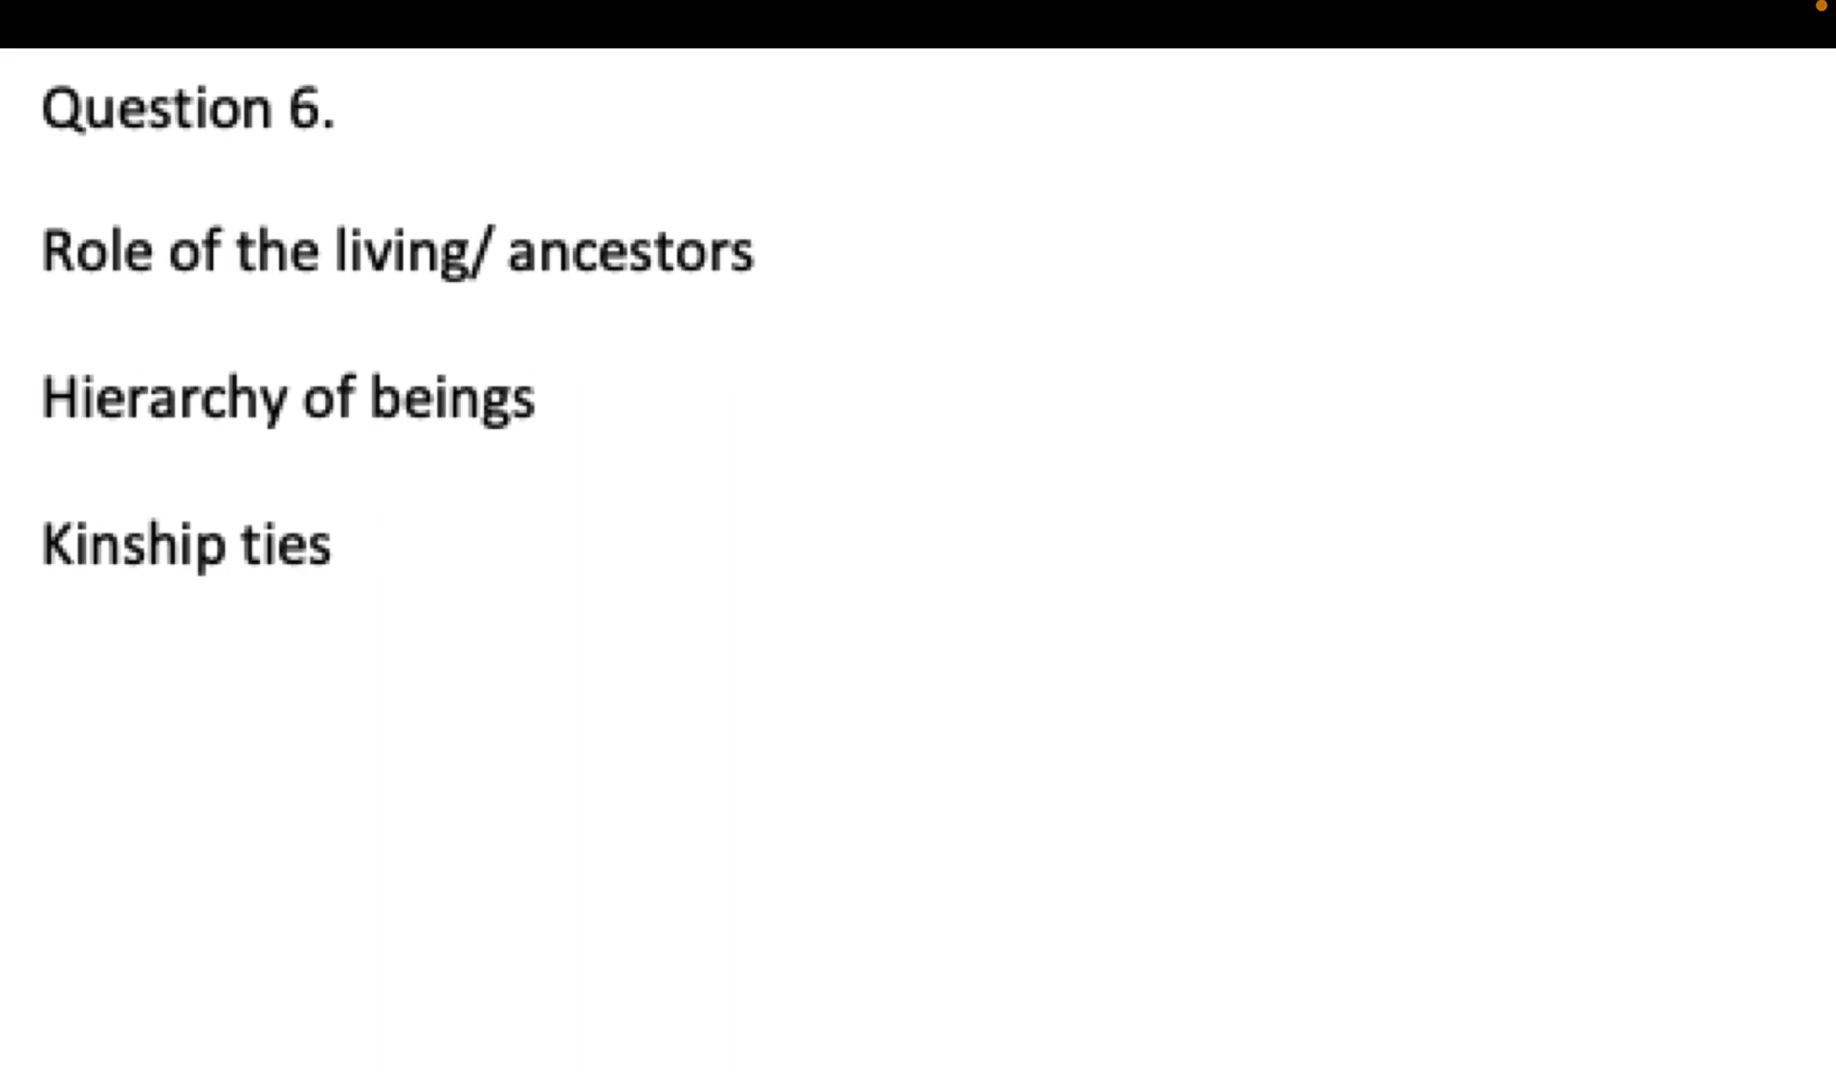 Question 6.
Role of the living/ ancestors
Hierarchy of beings
Kinship ties